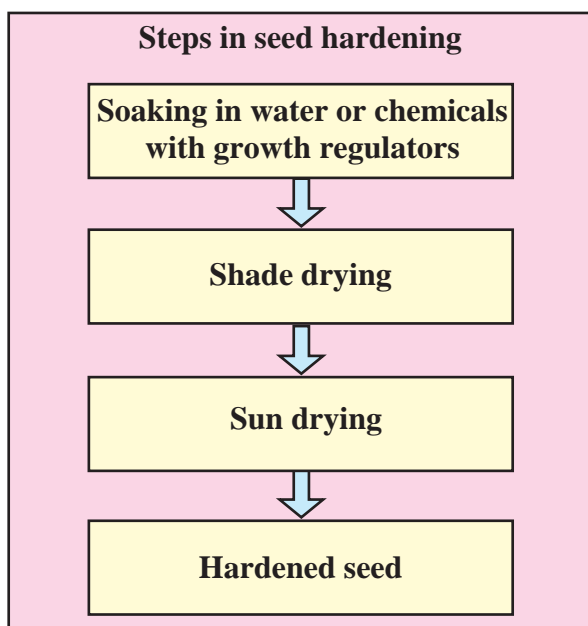 Steps in seed hardening
Soaking in water or chemicals
with growth regulators
Shade drying
Sun drying
Hardened seed